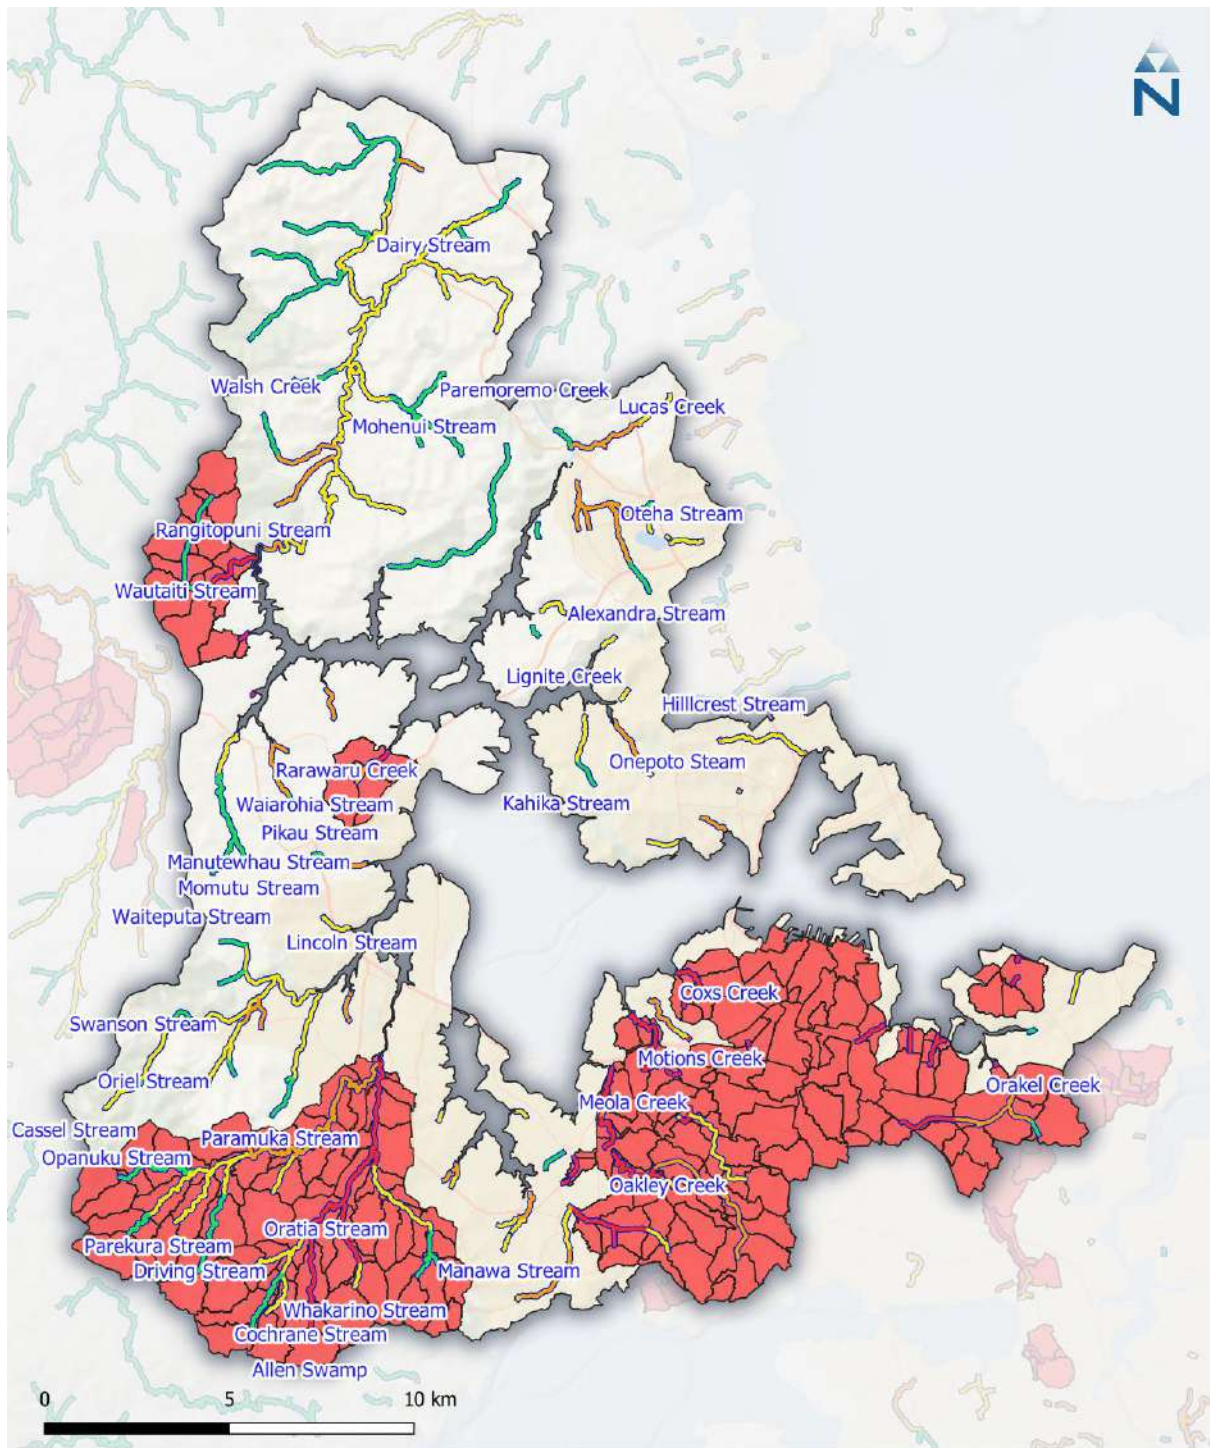 N
Dairy Stream
Walsh Creek
Paremoremo Creek
Lucas Creek
Mohenui Stream
Oteha Stream
Rangitopuni Stream
Wautaiti Stream
Alexandra Stream
Lignite Creek
Hilllcrest Stream
Onepoto Steam
Rarawaru Creek
Waiarohia Stream
Kahika Stream
Pikau Stream
Manutewhau Stream
Momutu Stream
Waiteputa Stream
Lincoln Stream
Coxs Creek
Swanson Stream
Motions Creek
Oriel Stream
Orakel Creek
Meola Creek
Cassel Stream
Paramuka Stream
Opanuku Stream
Oakley Creek
Oratia Stream
Parekura Stream
Driving Stream
Manawa Stream
Whakarino Stream
Cochrane Stream
Allen Swamp
0 5 10 km